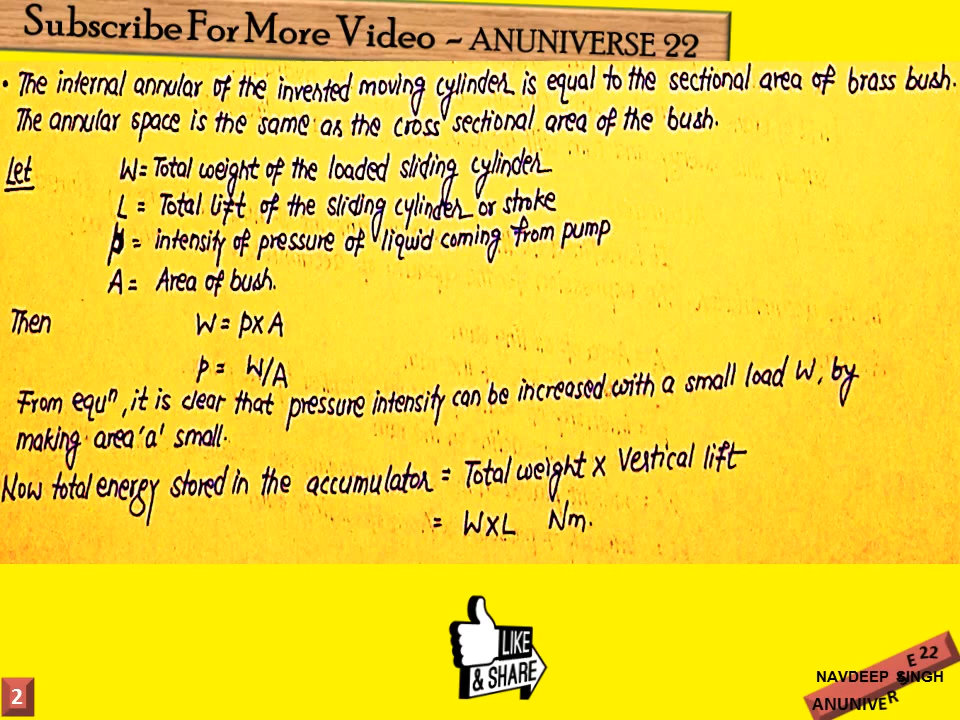 Subscribe For More Video ~ ANUNIVERSE 22
• The internal annular of the inverted moving cylinder is equal to the sectional area of brass bush.
The annular space is the same as the cross sectional area of the bush.
Let W = Total weight of the loaded sliding cylinder
L = Total lift of the sliding cylinder or stroke
p = intensity of pressure of liquid coming from pump
A = Area of bush.
Then W = p x A
p = W/A
From equⁿ, it is clear that pressure intensity can be increased with a small load W, by
making area 'a' small.
Now total energy stored in the accumulator = Total weight x Vertical lift
= W x L Nm.
LIKE
& SHARE
2
E 22
NAVDEEP SINGH
ANUNIVER